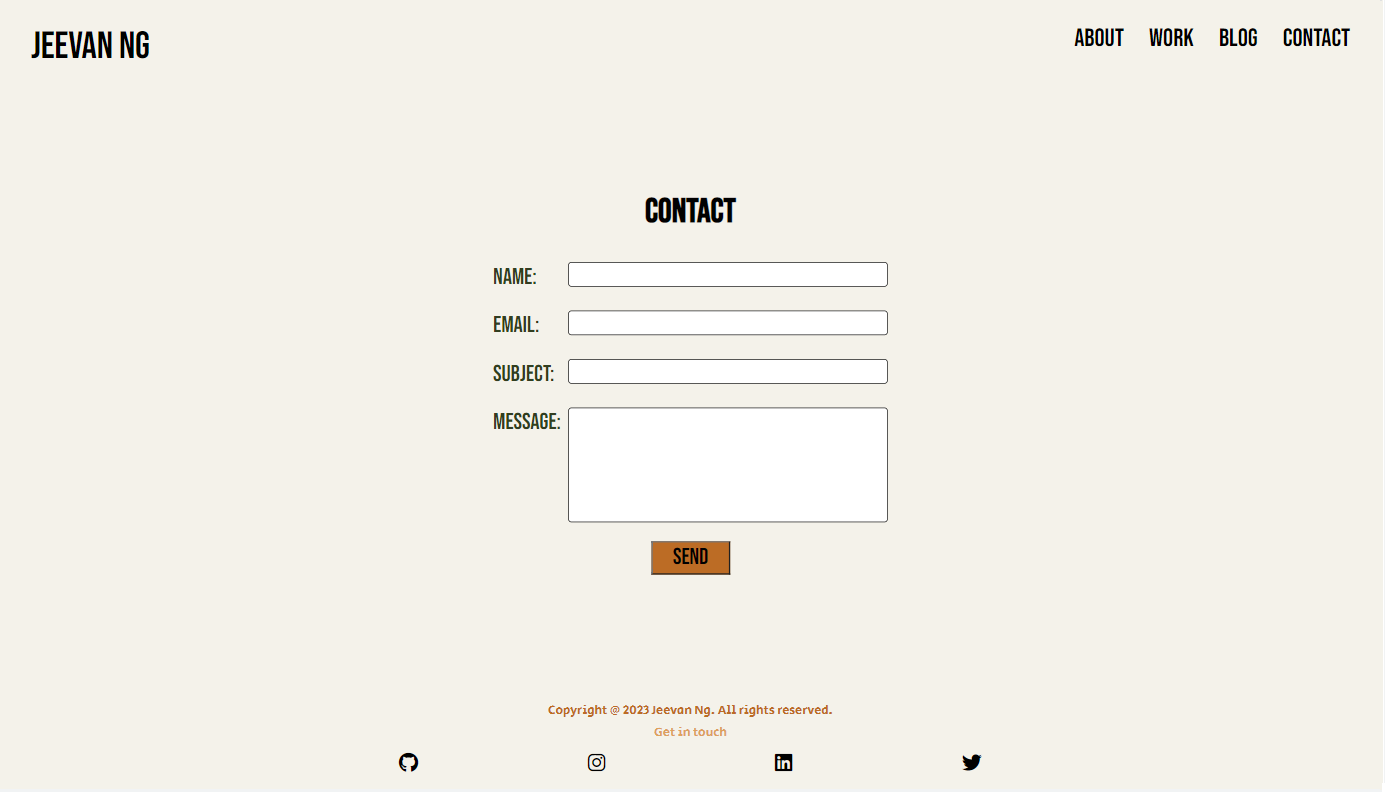 JEEVAN NG
ABOUT WORK BLOG CONTACT
CONTACT
NAME:
EMAIL:
SUBJECT:
MESSAGE:
SEND
Copyright @ 2023 Jeevan Ng. All rights reserved.
Get in touch
in